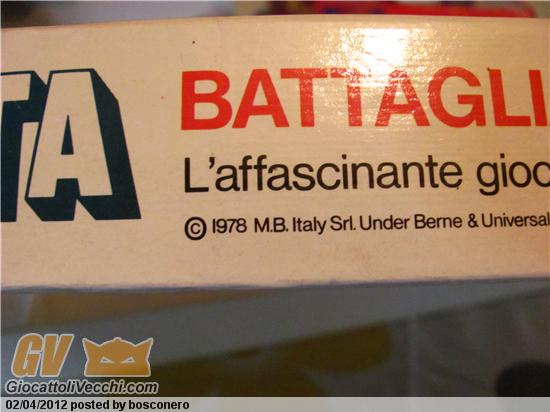 TA BATTAGLI
L'affascinante gioc
© 1978 M.B. Italy Srl. Under Berne & Universal
GV
GiocattoliVecchi.com
02/04/2012 posted by bosconero